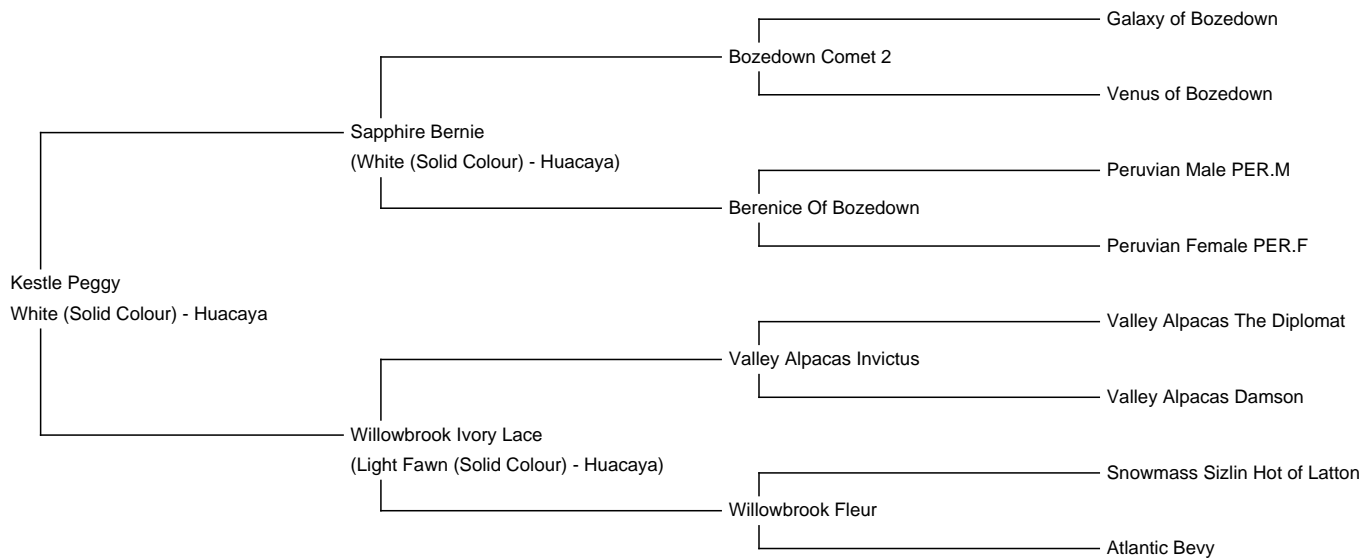 Galaxy of Bozedown
Bozedown Comet 2
Venus of Bozedown
Sapphire Bernie
(White (Solid Colour) - Huacaya)
Peruvian Male PER.M
Berenice Of Bozedown
Peruvian Female PER.F
Kestle Peggy
White (Solid Colour) - Huacaya
Valley Alpacas The Diplomat
Valley Alpacas Invictus
Valley Alpacas Damson
Willowbrook Ivory Lace
(Light Fawn (Solid Colour) - Huacaya)
Snowmass Sizlin Hot of Latton
Willowbrook Fleur
Atlantic Bevy